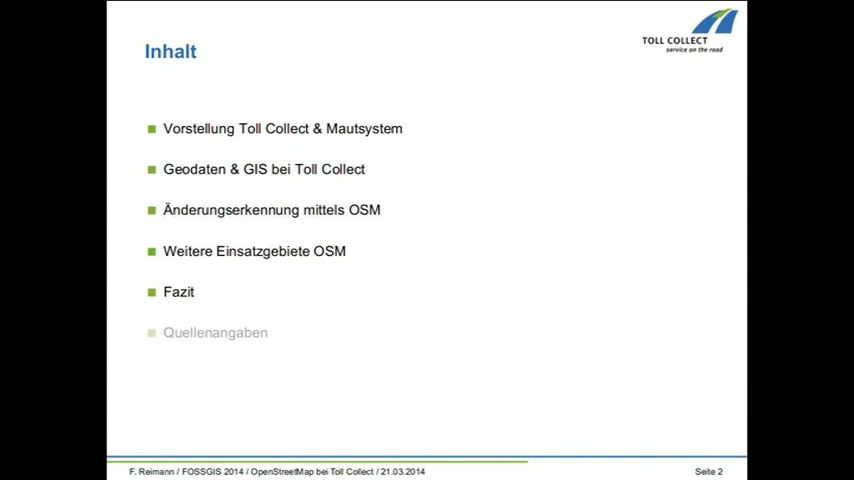 Inhalt
TOLL COLLECT
service on the road
Vorstellung Toll Collect & Mautsystem
Geodaten & GIS bei Toll Collect
Änderungserkennung mittels OSM
Weitere Einsatzgebiete OSM
Fazit
Quellenangaben
F. Reimann / FOSSGIS 2014 / OpenStreetMap bei Toll Collect / 21.03.2014
Seite 2